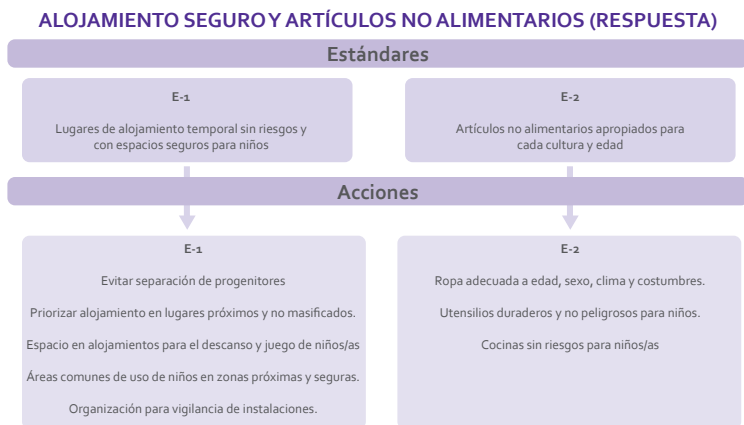 ALOJAMIENTO SEGURO Y ARTÍCULOS NO ALIMENTARIOS (RESPUESTA)
Estándares
E-1
Lugares de alojamiento temporal sin riesgos y
con espacios seguros para niños
E-2
Artículos no alimentarios apropiados para
cada cultura y edad
Acciones
E-1
Evitar separación de progenitores
Priorizar alojamiento en lugares próximos y no masificados.
Espacio en alojamientos para el descanso y juego de niños/as
Áreas comunes de uso de niños en zonas próximas y seguras.
Organización para vigilancia de instalaciones.
E-2
Ropa adecuada a edad, sexo, clima y costumbres.
Utensilios duraderos y no peligrosos para niños.
Cocinas sin riesgos para niños/as